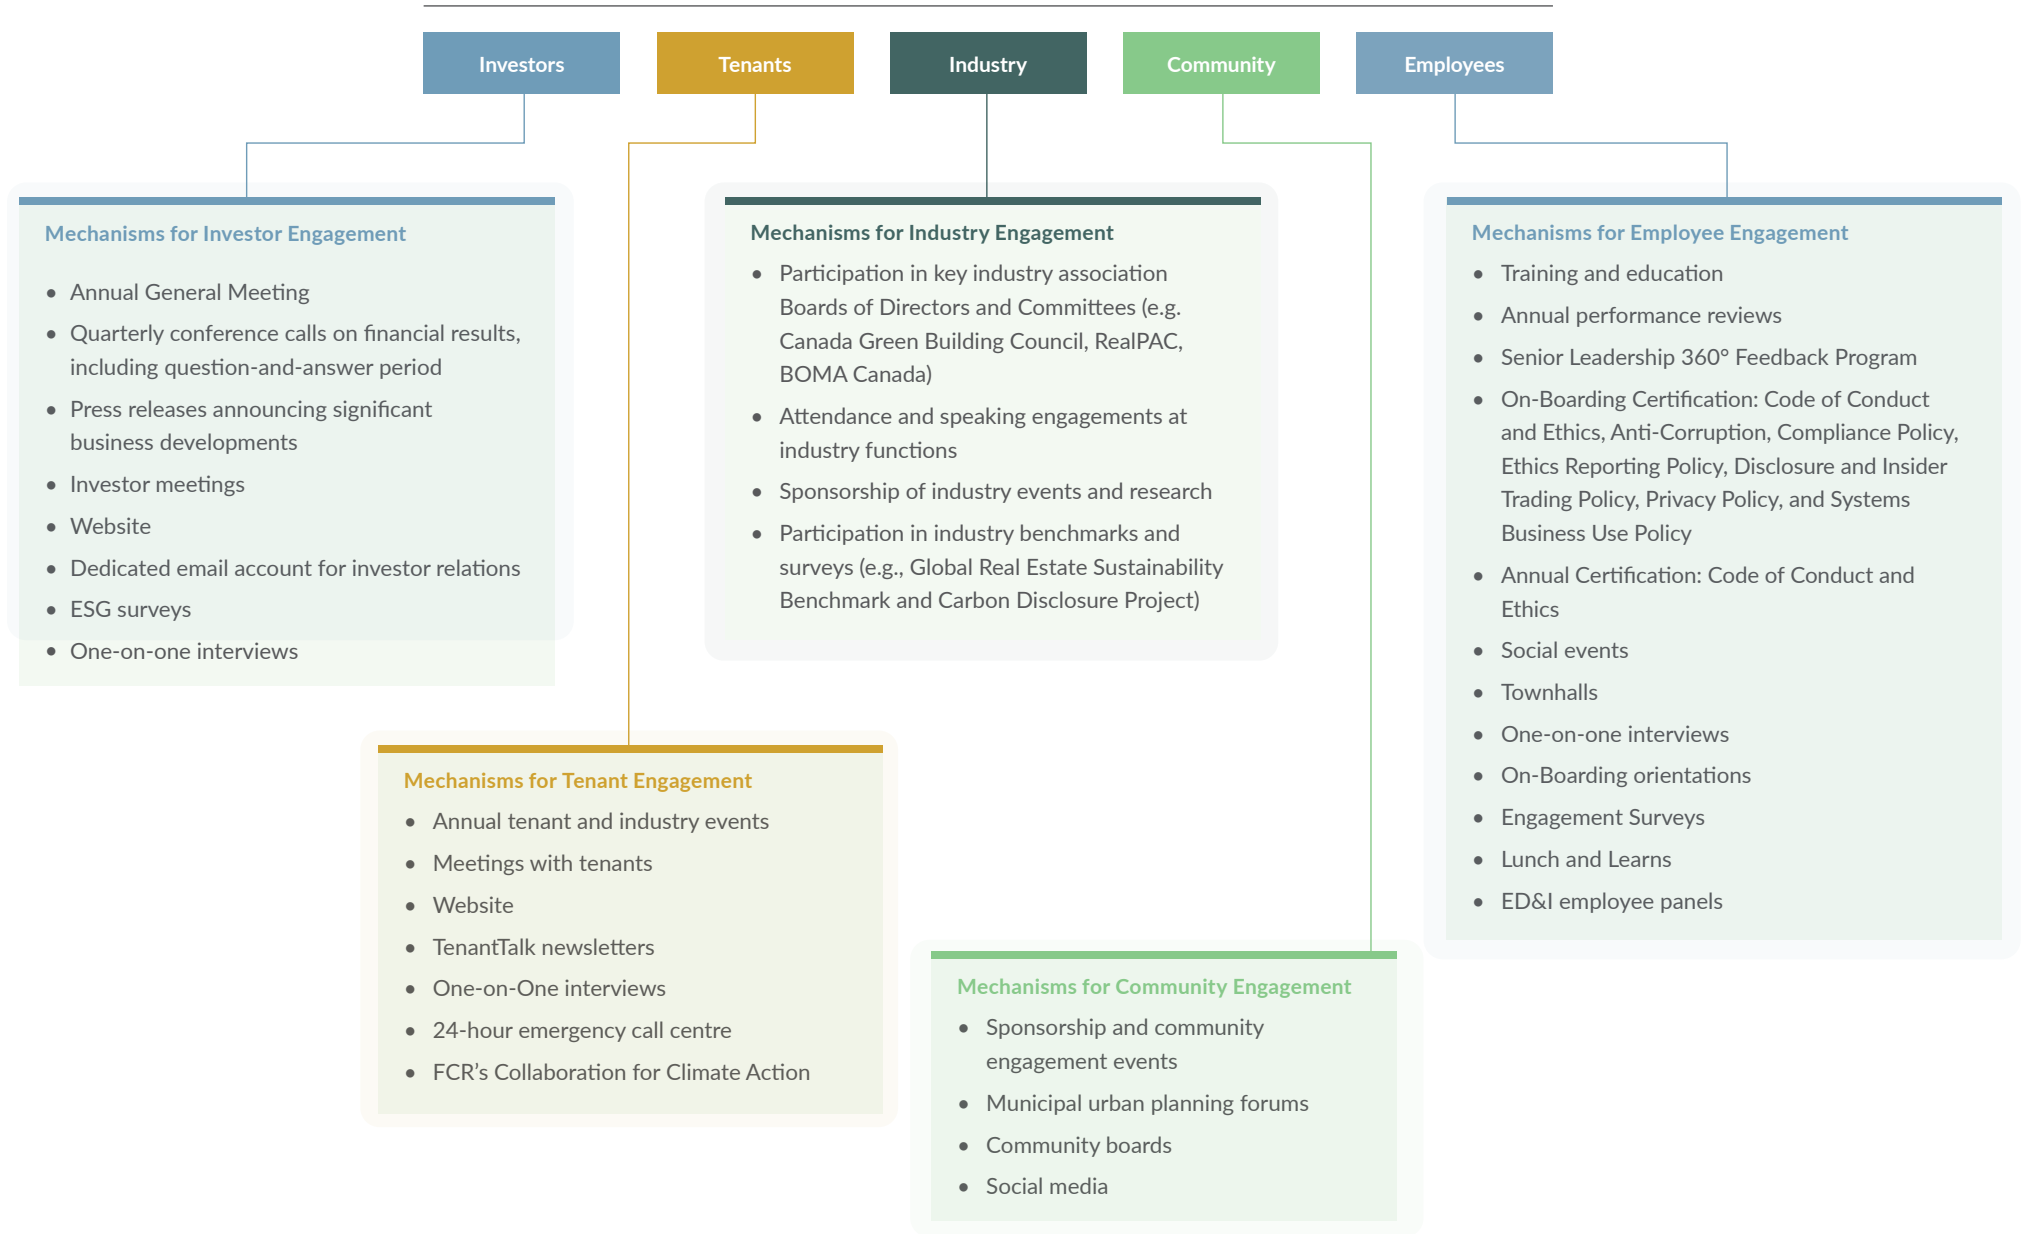 Investors
Tenants
Industry
Community
Employees
Mechanisms for Investor Engagement
• Annual General Meeting
• Quarterly conference calls on financial results,
including question-and-answer period
• Press releases announcing significant
business developments
• Investor meetings
• Website
• Dedicated email account for investor relations
• ESG surveys
• One-on-one interviews
Mechanisms for Industry Engagement
• Participation in key industry association
Boards of Directors and Committees (e.g.
Canada Green Building Council, RealPAC,
BOMA Canada)
• Attendance and speaking engagements at
industry functions
• Sponsorship of industry events and research
• Participation in industry benchmarks and
surveys (e.g., Global Real Estate Sustainability
Benchmark and Carbon Disclosure Project)
Mechanisms for Employee Engagement
• Training and education
• Annual performance reviews
• Senior Leadership 360° Feedback Program
• On-Boarding Certification: Code of Conduct
and Ethics, Anti-Corruption, Compliance Policy,
Ethics Reporting Policy, Disclosure and Insider
Trading Policy, Privacy Policy, and Systems
Business Use Policy
• Annual Certification: Code of Conduct and
Ethics
• Social events
• Townhalls
• One-on-one interviews
• On-Boarding orientations
• Engagement Surveys
• Lunch and Learns
• ED&I employee panels
Mechanisms for Tenant Engagement
• Annual tenant and industry events
• Meetings with tenants
• Website
• TenantTalk newsletters
• One-on-One interviews
• 24-hour emergency call centre
• FCR’s Collaboration for Climate Action
Mechanisms for Community Engagement
• Sponsorship and community
engagement events
• Municipal urban planning forums
• Community boards
• Social media